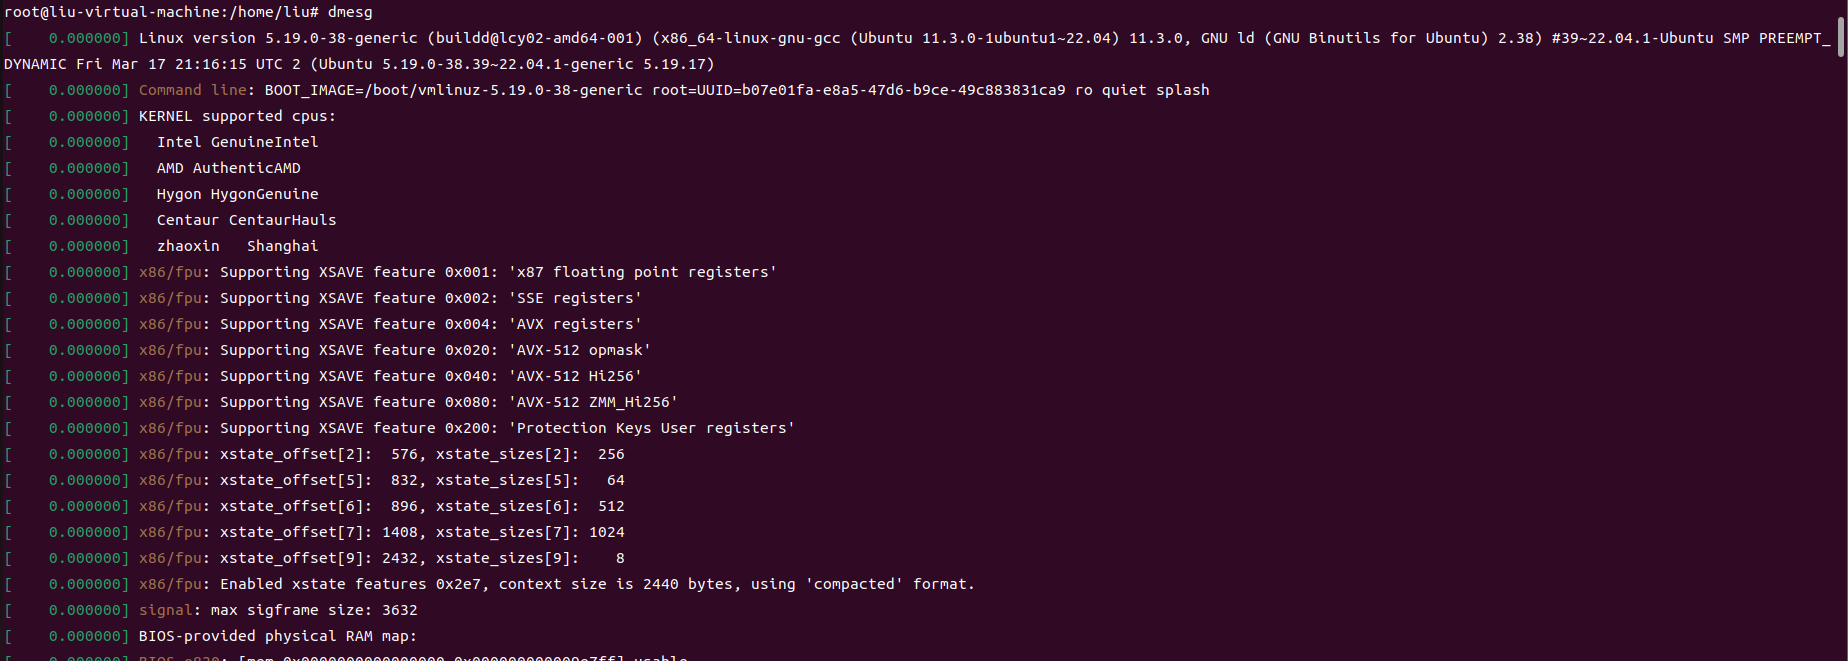 root@liu-virtual-machine:/home/liu# dmesg
[    0.000000] Linux version 5.19.0-38-generic (buildd@lcy02-amd64-001) (x86_64-linux-gnu-gcc (Ubuntu 11.3.0-1ubuntu1~22.04) 11.3.0, GNU ld (GNU Binutils for Ubuntu) 2.38) #39~22.04.1-Ubuntu SMP PREEMPT_
DYNAMIC Fri Mar 17 21:16:15 UTC 2 (Ubuntu 5.19.0-38.39~22.04.1-generic 5.19.17)
[    0.000000] Command line: BOOT_IMAGE=/boot/vmlinuz-5.19.0-38-generic root=UUID=b07e01fa-e8a5-47d6-b9ce-49c883831ca9 ro quiet splash
[    0.000000] KERNEL supported cpus:
[    0.000000]   Intel GenuineIntel
[    0.000000]   AMD AuthenticAMD
[    0.000000]   Hygon HygonGenuine
[    0.000000]   Centaur CentaurHauls
[    0.000000]   zhaoxin   Shanghai
[    0.000000] x86/fpu: Supporting XSAVE feature 0x001: 'x87 floating point registers'
[    0.000000] x86/fpu: Supporting XSAVE feature 0x002: 'SSE registers'
[    0.000000] x86/fpu: Supporting XSAVE feature 0x004: 'AVX registers'
[    0.000000] x86/fpu: Supporting XSAVE feature 0x020: 'AVX-512 opmask'
[    0.000000] x86/fpu: Supporting XSAVE feature 0x040: 'AVX-512 Hi256'
[    0.000000] x86/fpu: Supporting XSAVE feature 0x080: 'AVX-512 ZMM_Hi256'
[    0.000000] x86/fpu: Supporting XSAVE feature 0x200: 'Protection Keys User registers'
[    0.000000] x86/fpu: xstate_offset[2]:  576, xstate_sizes[2]:  256
[    0.000000] x86/fpu: xstate_offset[5]:  832, xstate_sizes[5]:   64
[    0.000000] x86/fpu: xstate_offset[6]:  896, xstate_sizes[6]:  512
[    0.000000] x86/fpu: xstate_offset[7]: 1408, xstate_sizes[7]: 1024
[    0.000000] x86/fpu: xstate_offset[9]: 2432, xstate_sizes[9]:    8
[    0.000000] x86/fpu: Enabled xstate features 0x2e7, context size is 2440 bytes, using 'compacted' format.
[    0.000000] signal: max sigframe size: 3632
[    0.000000] BIOS-provided physical RAM map:
[    0.000000] BIOS-e820: [mem 0x0000000000000000-0x000000000009e7ff] usable